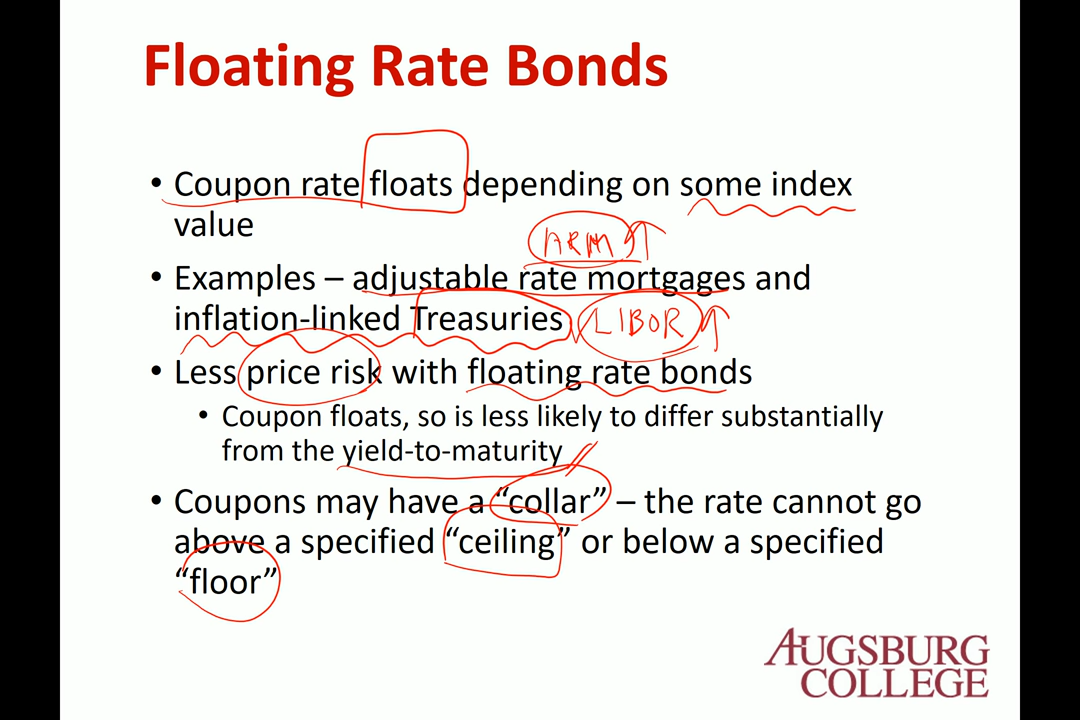 Floating Rate Bonds
• Coupon rate floats depending on some index
value
ARM ↑
• Examples – adjustable rate mortgages and
inflation-linked Treasuries
LIBOR ↑
• Less price risk with floating rate bonds
• Coupon floats, so is less likely to differ substantially
from the yield-to-maturity
• Coupons may have a “collar” – the rate cannot go
above a specified “ceiling” or below a specified
“floor”
AUGSBURG
COLLEGE